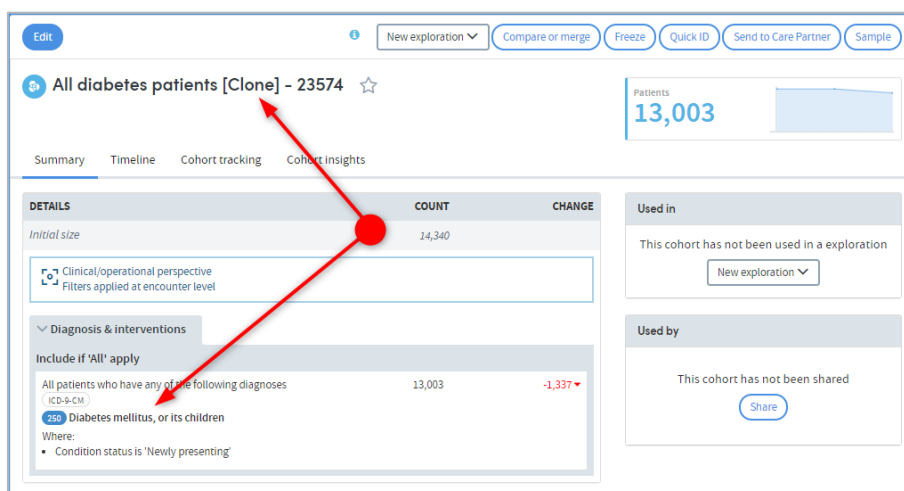 Edit
New exploration
Compare or merge
Freeze
Quick ID
Send to Care Partner
Sample
All diabetes patients [Clone] - 23574
Patients
13,003
Summary Timeline Cohort tracking Cohort insights
DETAILS COUNT CHANGE
Initial size 14,340
Clinical/operational perspective
Filters applied at encounter level
Diagnosis & interventions
Include if 'All' apply
All patients who have any of the following diagnoses 13,003 -1,337
ICD-9-CM
250 Diabetes mellitus, or its children
Where:
• Condition status is 'Newly presenting'
Used in
This cohort has not been used in a exploration
New exploration
Used by
This cohort has not been shared
Share